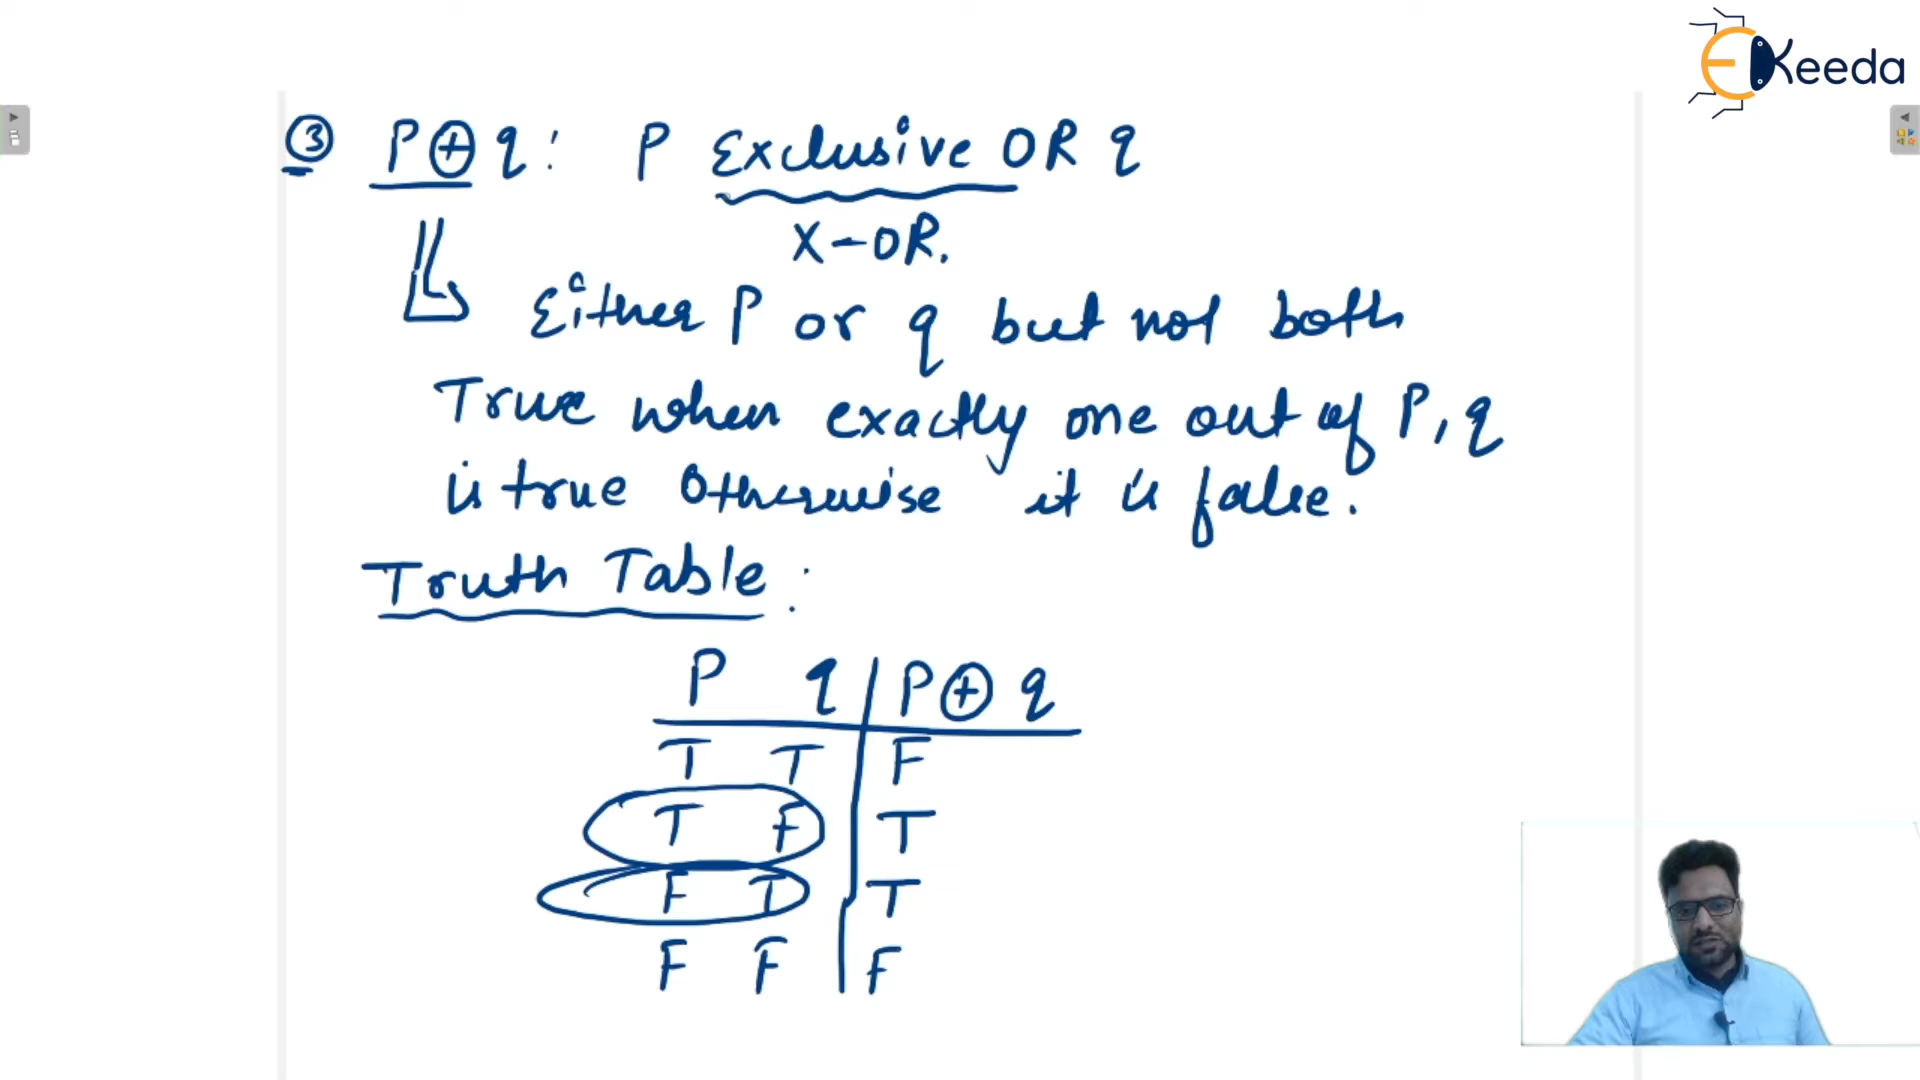 EKeeda
③ P⊕q: P Exclusive OR q
X-OR.
Either P or q but not both
True when exactly one out of P, q
is true Otherwise it is false.
Truth Table:
P q P⊕q
T T F
T F T
F T T
F F F